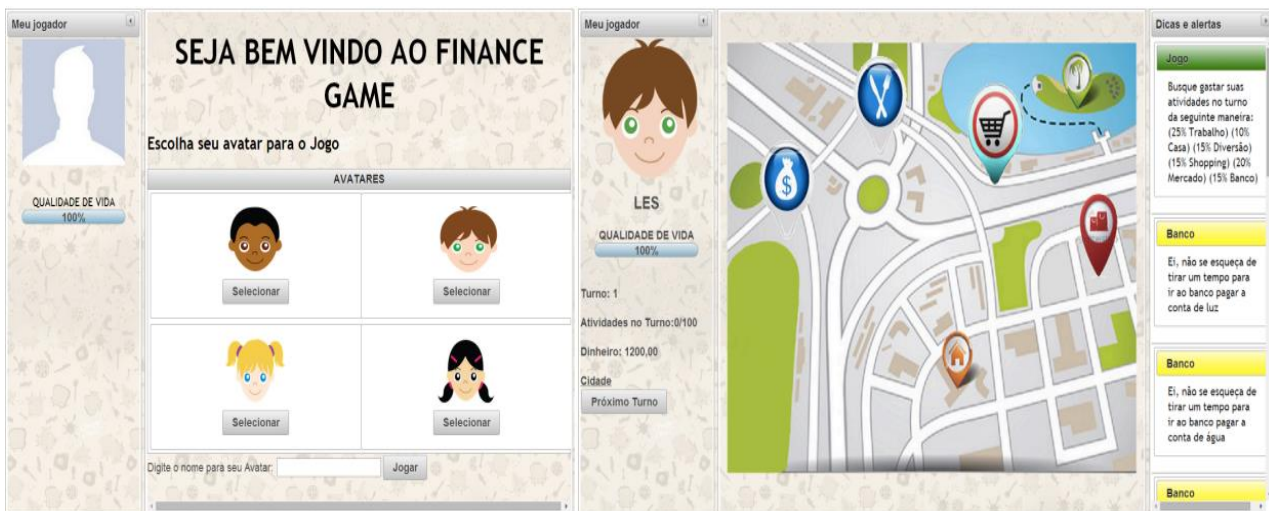 Meu jogador
QUALIDADE DE VIDA
100%
SEJA BEM VINDO AO FINANCE
GAME
Escolha seu avatar para o Jogo
AVATARES
Selecionar
Selecionar
Selecionar
Selecionar
Digite o nome para seu Avatar:
Jogar
Meu jogador
LES
QUALIDADE DE VIDA
100%
Turno: 1
Atividades no Turno:0/100
Dinheiro: 1200,00
Cidade
Próximo Turno
$
Dicas e alertas
Jogo
Busque gastar suas
atividades no turno
da seguinte maneira:
(25% Trabalho) (10%
Casa) (15% Diversão)
(15% Shopping) (20%
Mercado) (15% Banco)
Banco
Ei, não se esqueça de
tirar um tempo para
ir ao banco pagar a
conta de luz
Banco
Ei, não se esqueça de
tirar um tempo para
ir ao banco pagar a
conta de água
Banco